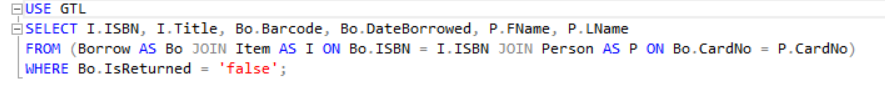 USE GTL
SELECT I.ISBN, I.Title, Bo.Barcode, Bo.DateBorrowed, P.FName, P.LName
FROM (Borrow AS Bo JOIN Item AS I ON Bo.ISBN = I.ISBN JOIN Person AS P ON Bo.CardNo = P.CardNo)
WHERE Bo.IsReturned = 'false';